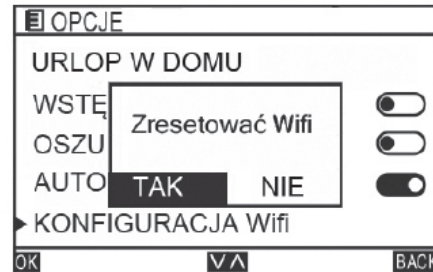 OPCJE
URLOP W DOMU
WSTĘ
OSZU
AUTO
Zresetować Wifi
TAK NIE
KONFIGURACJA Wifi
OK BACK